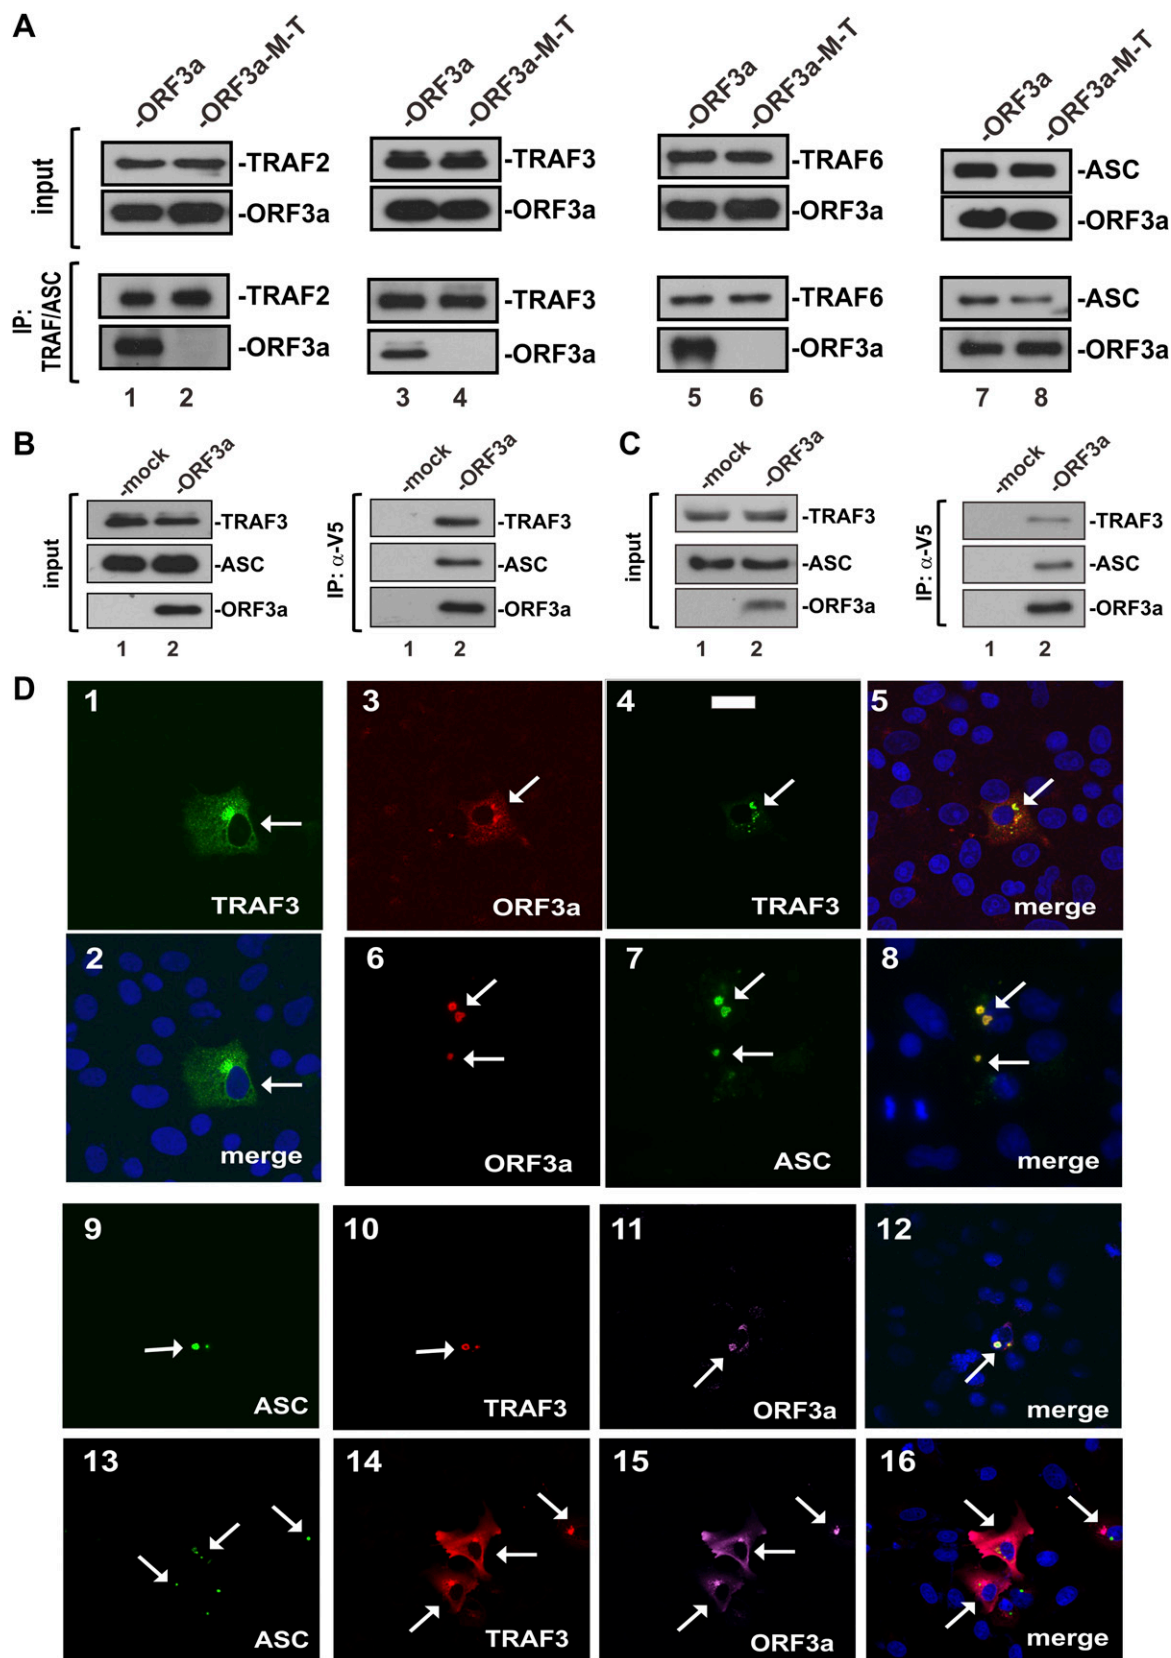 A
-ORF3a
-ORF3a-M-T
-ORF3a
-ORF3a-M-T
-ORF3a
-ORF3a-M-T
-ORF3a
-ORF3a-M-T
input
-TRAF2
-TRAF3
-TRAF6
-ASC
-ORF3a
-ORF3a
-ORF3a
-ORF3a
IP:
TRAF/ASC
-TRAF2
-TRAF3
-TRAF6
-ASC
-ORF3a
-ORF3a
-ORF3a
-ORF3a
1 2
3 4
5 6
7 8
B
-mock
-ORF3a
input
-TRAF3
-ASC
-ORF3a
1 2
-mock
-ORF3a
IP: α-V5
-TRAF3
-ASC
-ORF3a
1 2
C
-mock
-ORF3a
input
-TRAF3
-ASC
-ORF3a
1 2
-mock
-ORF3a
IP: α-V5
-TRAF3
-ASC
-ORF3a
1 2
D
1
TRAF3
3
ORF3a
4
TRAF3
5
merge
2
merge
6
ORF3a
7
ASC
8
merge
9
ASC
10
TRAF3
11
ORF3a
12
merge
13
ASC
14
TRAF3
15
ORF3a
16
merge